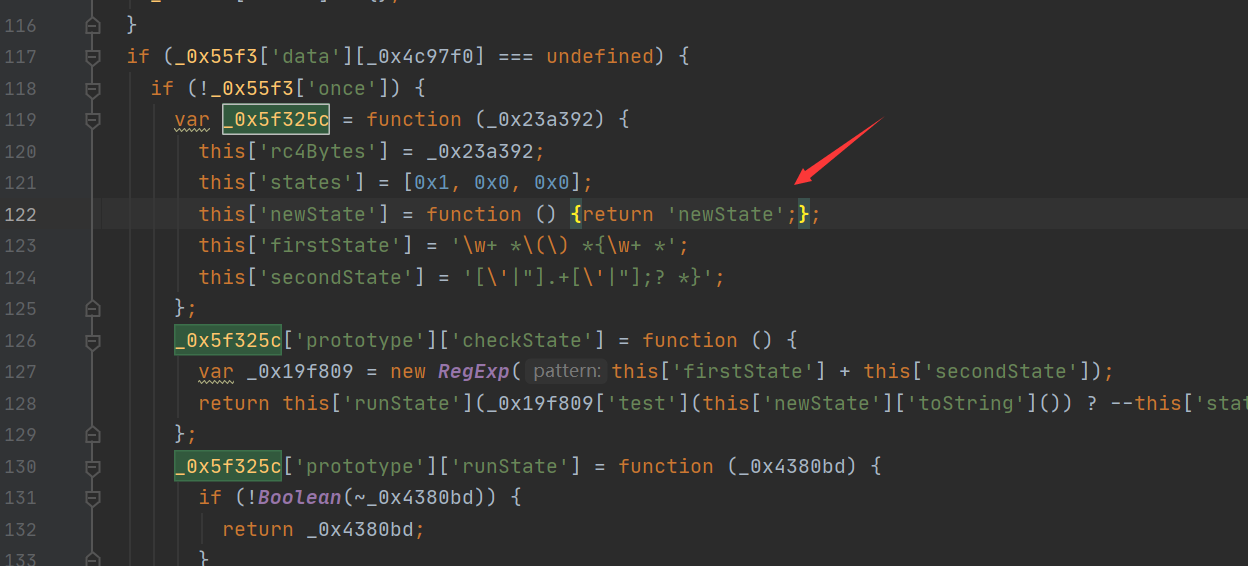 116 }
117 if (_0x55f3['data'][_0x4c97f0] === undefined) {
118 if (!_0x55f3['once']) {
119 var _0x5f325c = function (_0x23a392) {
120 this['rc4Bytes'] = _0x23a392;
121 this['states'] = [0x1, 0x0, 0x0];
122 this['newState'] = function () {return 'newState';};
123 this['firstState'] = '\w+ *\(\) *{\w+ *';
124 this['secondState'] = '[\'|"].+[\'|"];? *}';
125 };
126 _0x5f325c['prototype']['checkState'] = function () {
127 var _0x19f809 = new RegExp( pattern: this['firstState'] + this['secondState']);
128 return this['runState'](_0x19f809['test'](this['newState']['toString']()) ? --this['stat
129 };
130 _0x5f325c['prototype']['runState'] = function (_0x4380bd) {
131 if (!Boolean(~_0x4380bd)) {
132 return _0x4380bd;
133 }